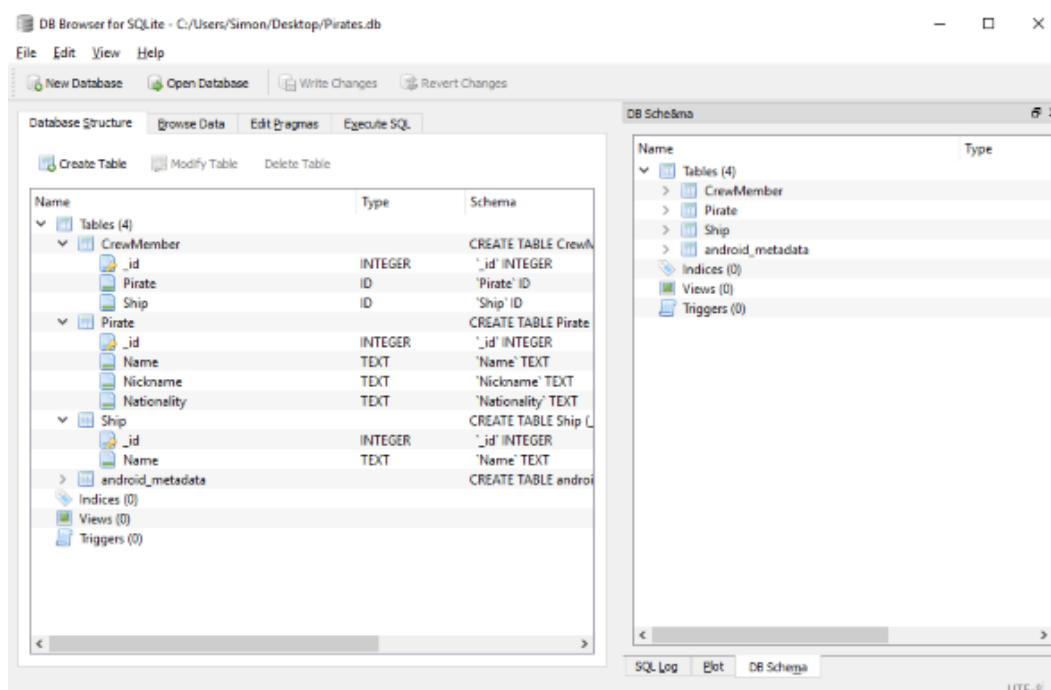 DB Browser for SQLite - C:/Users/Simon/Desktop/Pirates.db
File Edit View Help
New Database Open Database Write Changes Revert Changes
Database Structure Browse Data Edit Pragmas Execute SQL
Create Table Modify Table Delete Table
Name Type Schema
Tables (4)
CrewMember CREATE TABLE CrewM
_id INTEGER `_id` INTEGER
Pirate ID `Pirate` ID
Ship ID `Ship` ID
Pirate CREATE TABLE Pirate
_id INTEGER `_id` INTEGER
Name TEXT `Name` TEXT
Nickname TEXT `Nickname` TEXT
Nationality TEXT `Nationality` TEXT
Ship CREATE TABLE Ship (_
_id INTEGER `_id` INTEGER
Name TEXT `Name` TEXT
android_metadata CREATE TABLE androi
Indices (0)
Views (0)
Triggers (0)
DB Sche&ma
Name Type
Tables (4)
CrewMember
Pirate
Ship
android_metadata
Indices (0)
Views (0)
Triggers (0)
SQL Log Plot DB Schema
UTF-8